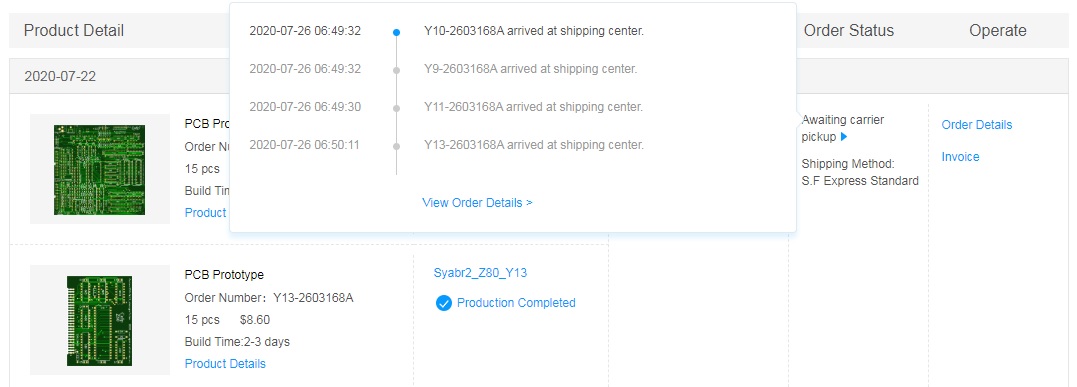 Product Detail
Order Status
Operate
2020-07-22
2020-07-26 06:49:32 Y10-2603168A arrived at shipping center.
2020-07-26 06:49:32 Y9-2603168A arrived at shipping center.
2020-07-26 06:49:30 Y11-2603168A arrived at shipping center.
2020-07-26 06:50:11 Y13-2603168A arrived at shipping center.
View Order Details >
PCB Pro
Order Nu
15 pcs
Build Tim
Product
Awaiting carrier
pickup
Shipping Method:
S.F Express Standard
Order Details
Invoice
PCB Prototype
Order Number: Y13-2603168A
15 pcs $8.60
Build Time:2-3 days
Product Details
Syabr2_Z80_Y13
Production Completed